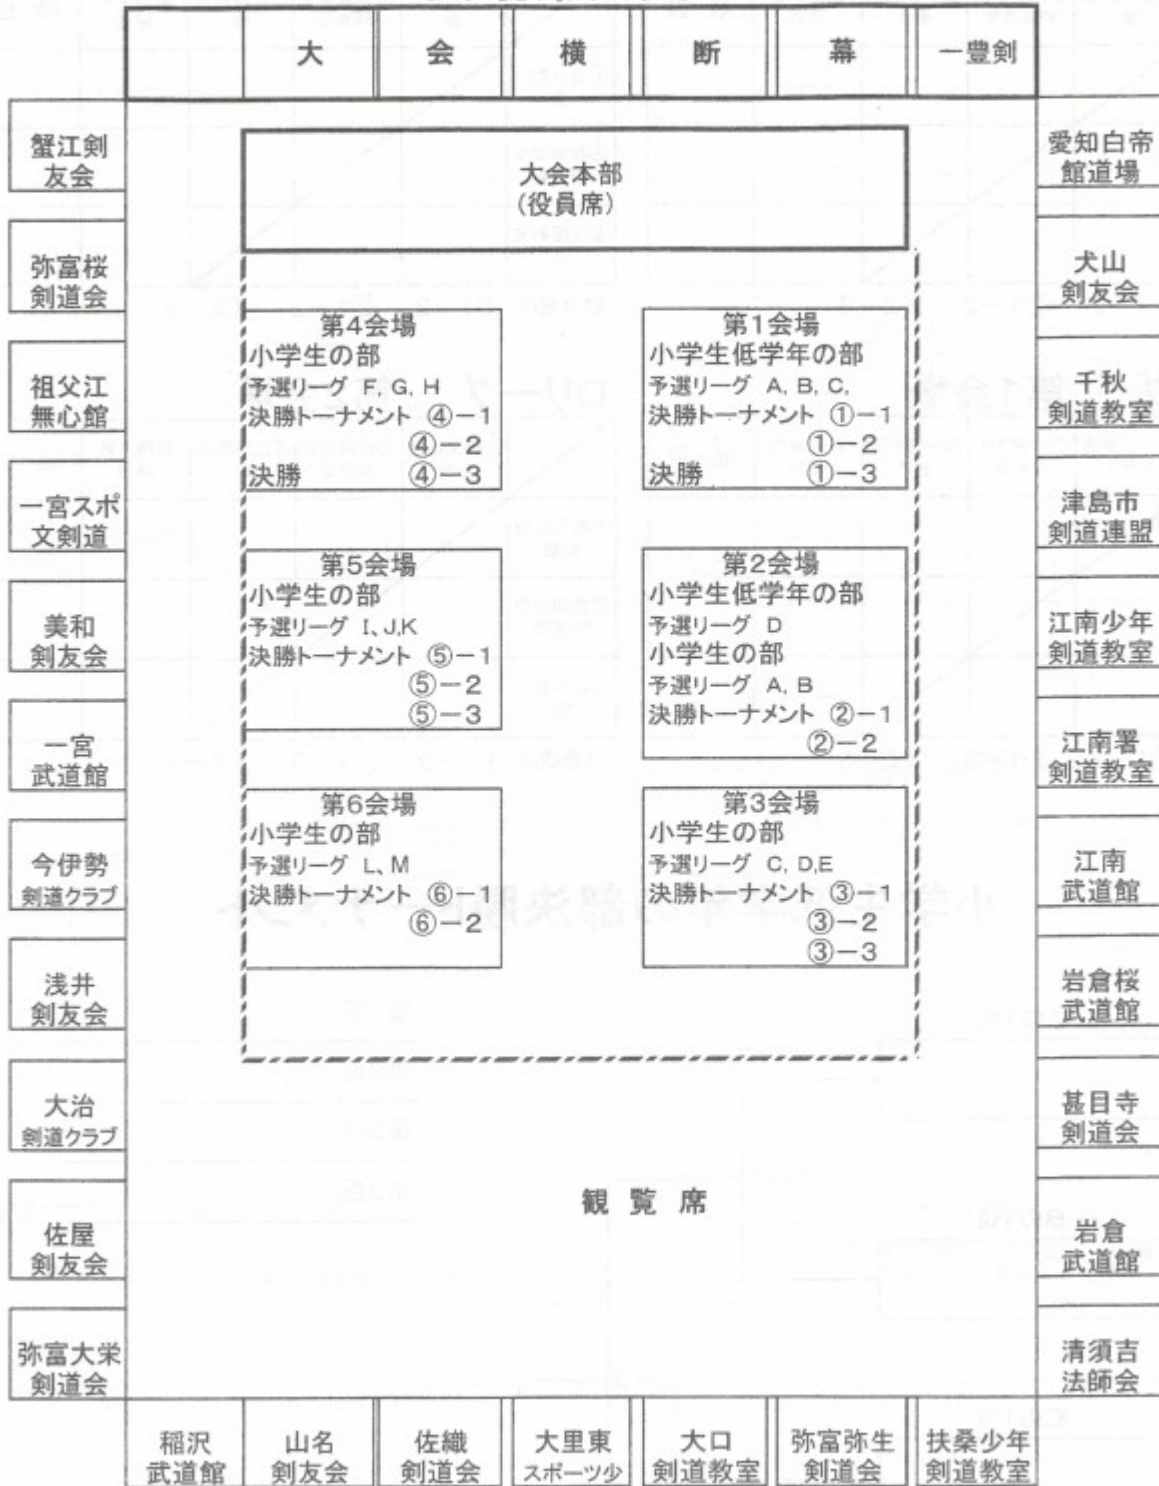 大 会 横 断 幕 一豊剣
蟹江剣
友会
弥富桜
剣道会
祖父江
無心館
一宮スポ
文剣道
美和
剣友会
一宮
武道館
今伊勢
剣道クラブ
浅井
剣友会
大治
剣道クラブ
佐屋
剣友会
弥富大栄
剣道会
大会本部
(役員席)
第4会場
小学生の部
予選リーグ F, G, H
決勝トーナメント ④－1
④－2
決勝 ④－3
第1会場
小学生低学年の部
予選リーグ A, B, C,
決勝トーナメント ①－1
①－2
決勝 ①－3
第5会場
小学生の部
予選リーグ I、J,K
決勝トーナメント ⑤－1
⑤－2
⑤－3
第2会場
小学生低学年の部
予選リーグ D
小学生の部
予選リーグ A, B
決勝トーナメント ②－1
②－2
第6会場
小学生の部
予選リーグ L、M
決勝トーナメント ⑥－1
⑥－2
第3会場
小学生の部
予選リーグ C, D,E
決勝トーナメント ③－1
③－2
③－3
観 覧 席
愛知白帝
館道場
犬山
剣友会
千秋
剣道教室
津島市
剣道連盟
江南少年
剣道教室
江南署
剣道教室
江南
武道館
岩倉桜
武道館
甚目寺
剣道会
岩倉
武道館
清須吉
法師会
稲沢
武道館
山名
剣友会
佐織
剣道会
大里東
スポーツ少
大口
剣道教室
弥富弥生
剣道会
扶桑少年
剣道教室